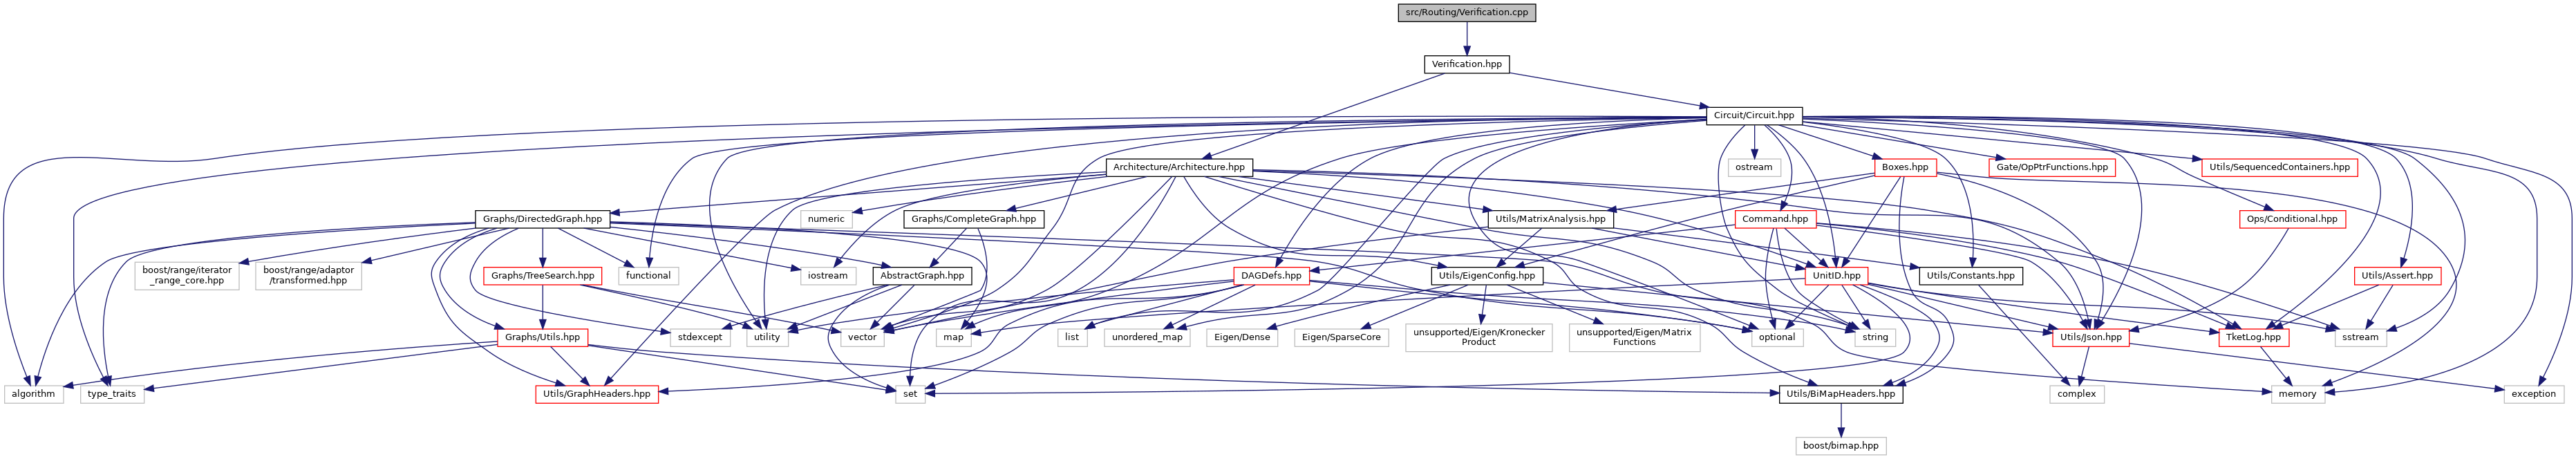 src/Routing/Verification.cpp
Verification.hpp
Circuit/Circuit.hpp
Architecture/Architecture.hpp
ostream
Boxes.hpp
Gate/OpPtrFunctions.hpp
Utils/SequencedContainers.hpp
Graphs/DirectedGraph.hpp
numeric
Graphs/CompleteGraph.hpp
Utils/MatrixAnalysis.hpp
Command.hpp
Ops/Conditional.hpp
boost/range/iterator
_range_core.hpp
boost/range/adaptor
/transformed.hpp
Graphs/TreeSearch.hpp
functional
iostream
AbstractGraph.hpp
DAGDefs.hpp
Utils/EigenConfig.hpp
UnitID.hpp
Utils/Constants.hpp
Utils/Assert.hpp
Graphs/Utils.hpp
stdexcept
utility
vector
map
list
unordered_map
Eigen/Dense
Eigen/SparseCore
unsupported/Eigen/Kronecker
Product
unsupported/Eigen/Matrix
Functions
optional
string
Utils/Json.hpp
TketLog.hpp
sstream
algorithm
type_traits
Utils/GraphHeaders.hpp
set
Utils/BiMapHeaders.hpp
complex
memory
exception
boost/bimap.hpp